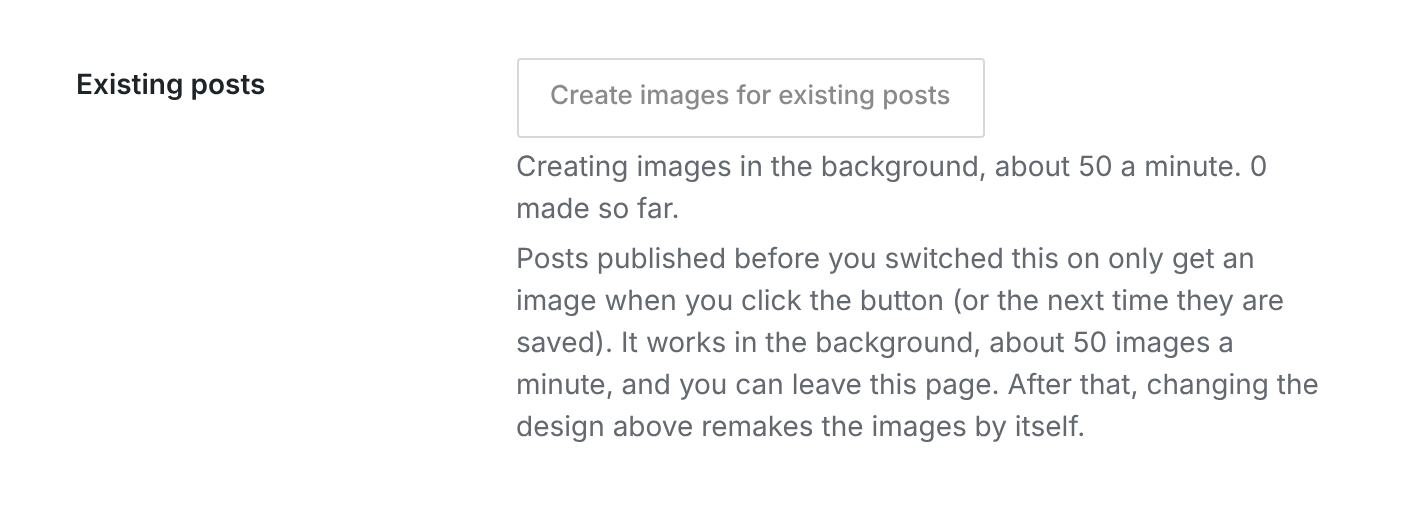 Existing posts
Create images for existing posts
Creating images in the background, about 50 a minute. 0
made so far.
Posts published before you switched this on only get an
image when you click the button (or the next time they are
saved). It works in the background, about 50 images a
minute, and you can leave this page. After that, changing the
design above remakes the images by itself.